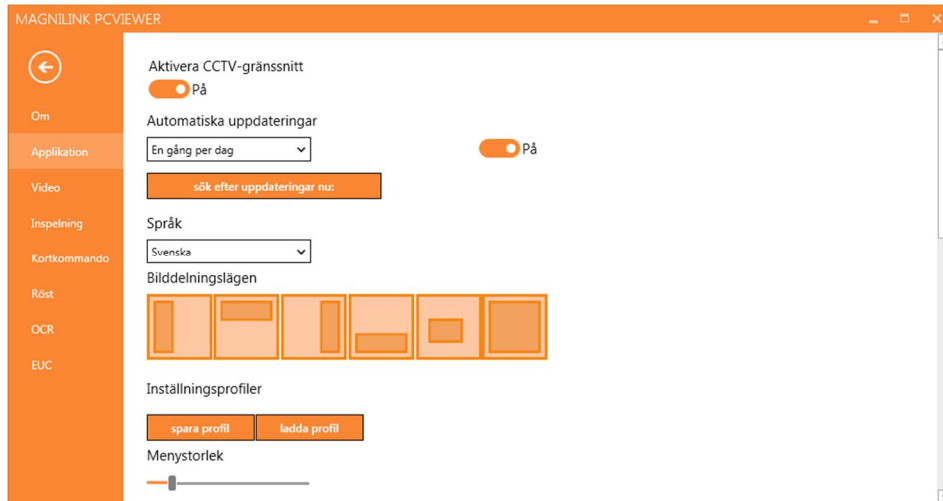 MAGNILINK PCVIEWER
Om
Applikation
Video
Inspelning
Kortkommando
Röst
OCR
EUC
Aktivera CCTV-gränssnitt
På
Automatiska uppdateringar
En gång per dag
På
sök efter uppdateringar nu:
Språk
Svenska
Bilddelningslägen
Inställningsprofiler
spara profil
ladda profil
Menystorlek